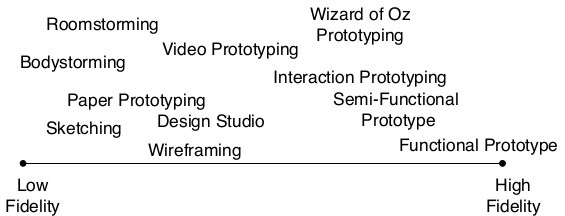 Wizard of Oz
Prototyping
Roomstorming
Video Prototyping
Bodystorming
Interaction Prototyping
Paper Prototyping
Semi-Functional
Prototype
Sketching
Design Studio
Wireframing
Functional Prototype
Low
Fidelity
High
Fidelity